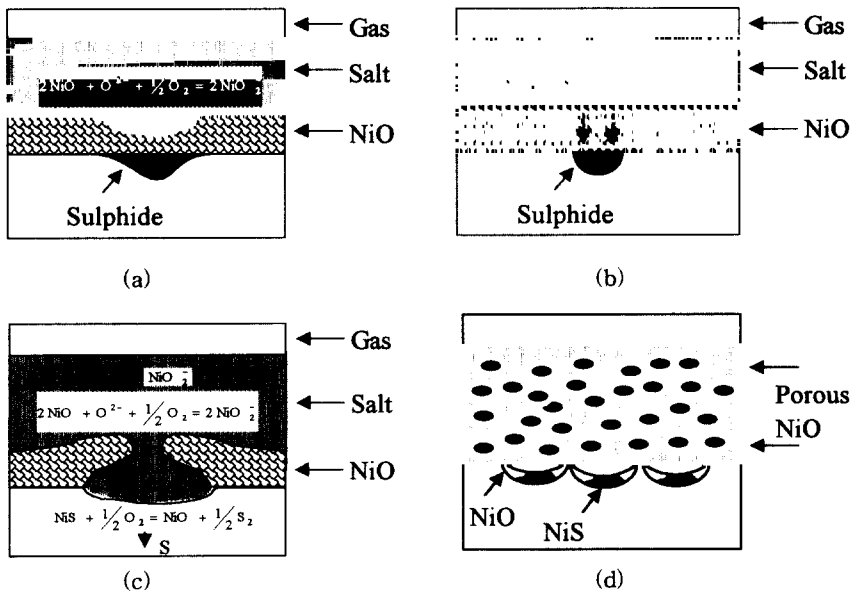 Gas
2 NiO + O²⁻ + 1/2 O₂ = 2 NiO₂⁻
Salt
NiO
Sulphide
(a)
Gas
Salt
NiO
Sulphide
(b)
Gas
NiO₂⁻
2 NiO + O²⁻ + 1/2 O₂ = 2 NiO₂⁻
Salt
NiO
NiS + 1/2 O₂ = NiO + 1/2 S₂
S
(c)
Porous
NiO
NiO
NiS
(d)